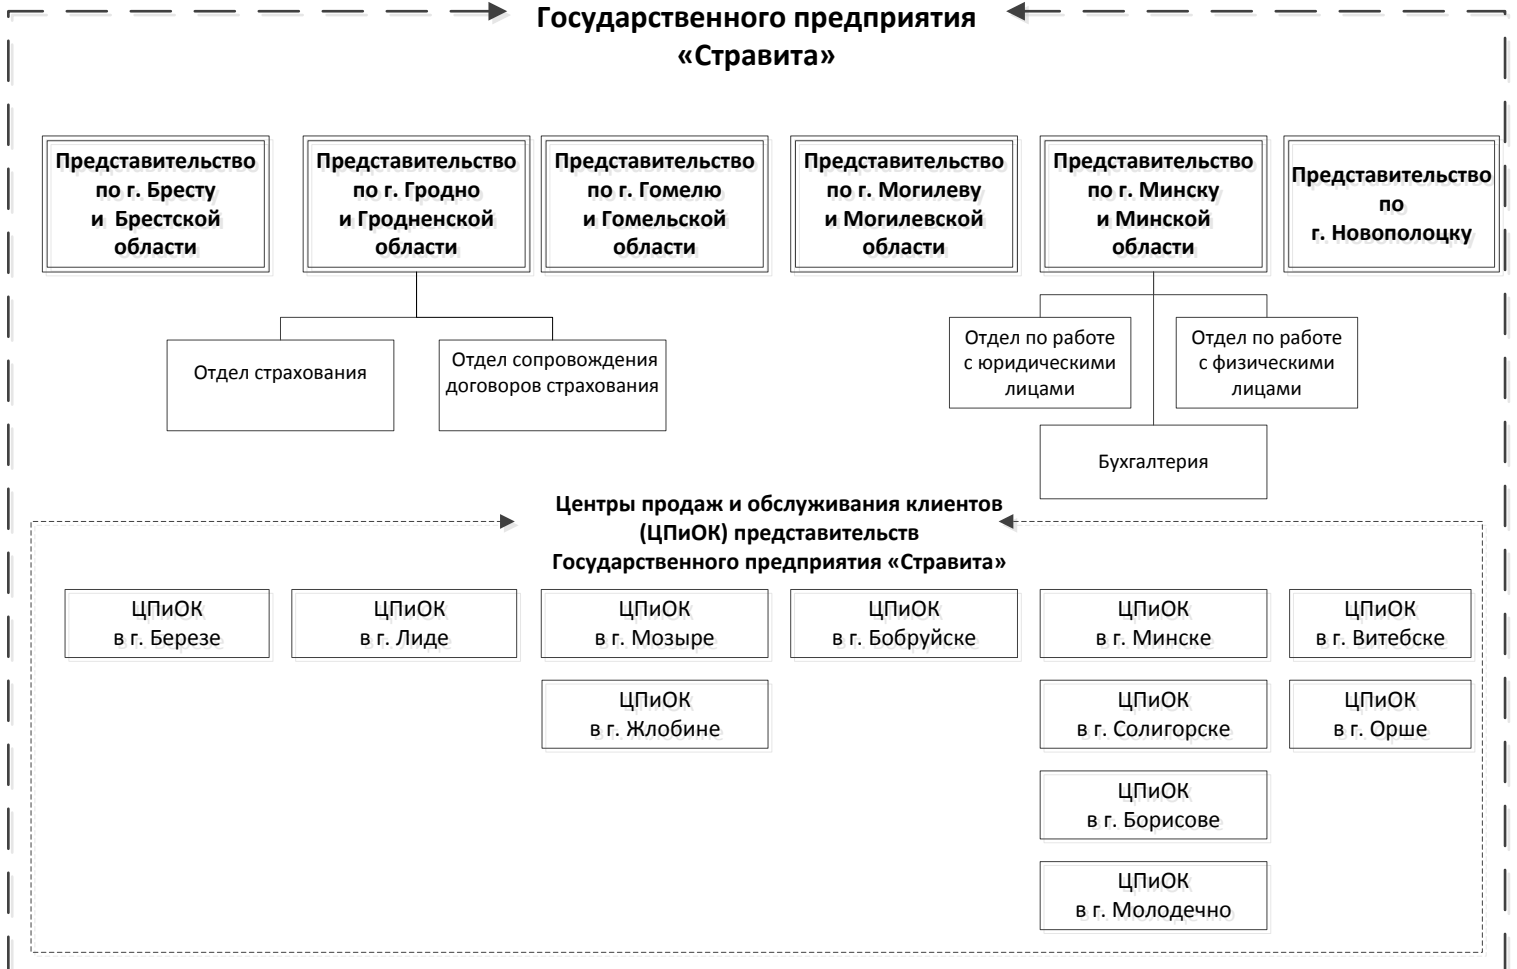 Государственного предприятия
«Стравита»
Представительство
по г. Бресту
и Брестской
области
Представительство
по г. Гродно
и Гродненской
области
Представительство
по г. Гомелю
и Гомельской
области
Представительство
по г. Могилеву
и Могилевской
области
Представительство
по г. Минску
и Минской
области
Представительство
по
г. Новополоцку
Отдел страхования
Отдел сопровождения
договоров страхования
Отдел по работе
с юридическими
лицами
Отдел по работе
с физическими
лицами
Бухгалтерия
Центры продаж и обслуживания клиентов
(ЦПиОК) представительств
Государственного предприятия «Стравита»
ЦПиОК
в г. Березе
ЦПиОК
в г. Лиде
ЦПиОК
в г. Мозыре
ЦПиОК
в г. Бобруйске
ЦПиОК
в г. Минске
ЦПиОК
в г. Витебске
ЦПиОК
в г. Жлобине
ЦПиОК
в г. Солигорске
ЦПиОК
в г. Орше
ЦПиОК
в г. Борисове
ЦПиОК
в г. Молодечно